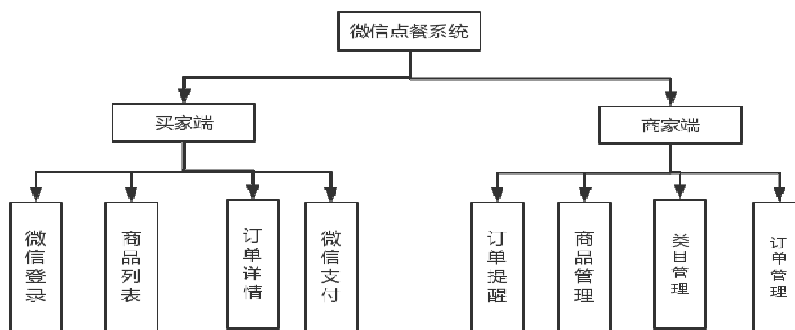 微信点餐系统
买家端
商家端
微信登录
商品列表
订单详情
微信支付
订单提醒
商品管理
类目管理
订单管理